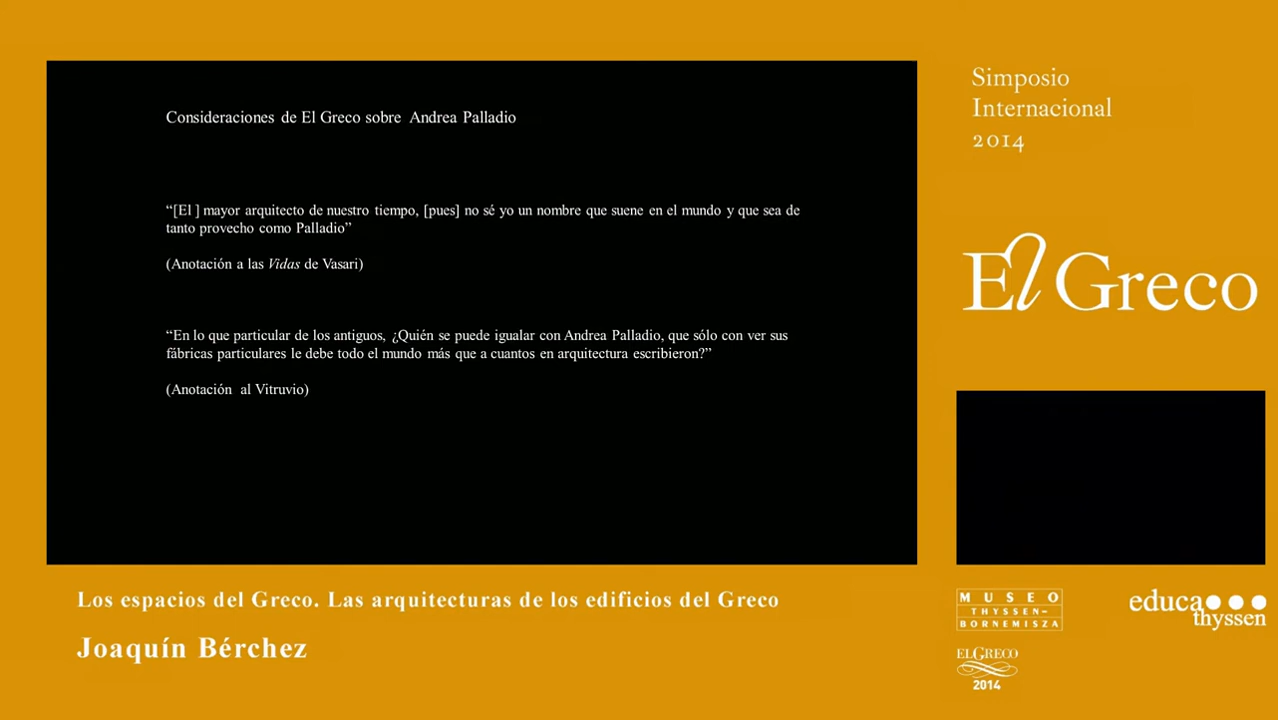 Consideraciones de El Greco sobre Andrea Palladio
“[El ] mayor arquitecto de nuestro tiempo, [pues] no sé yo un nombre que suene en el mundo y que sea de
tanto provecho como Palladio”
(Anotación a las Vidas de Vasari)
“En lo que particular de los antiguos, ¿Quién se puede igualar con Andrea Palladio, que sólo con ver sus
fábricas particulares le debe todo el mundo más que a cuantos en arquitectura escribieron?”
(Anotación al Vitruvio)
Simposio
Internacional
2014
El Greco
Los espacios del Greco. Las arquitecturas de los edificios del Greco
Joaquín Bérchez
MUSEO
THYSSEN-
BORNEMISZA
educa
thyssen
ELGRECO
2014